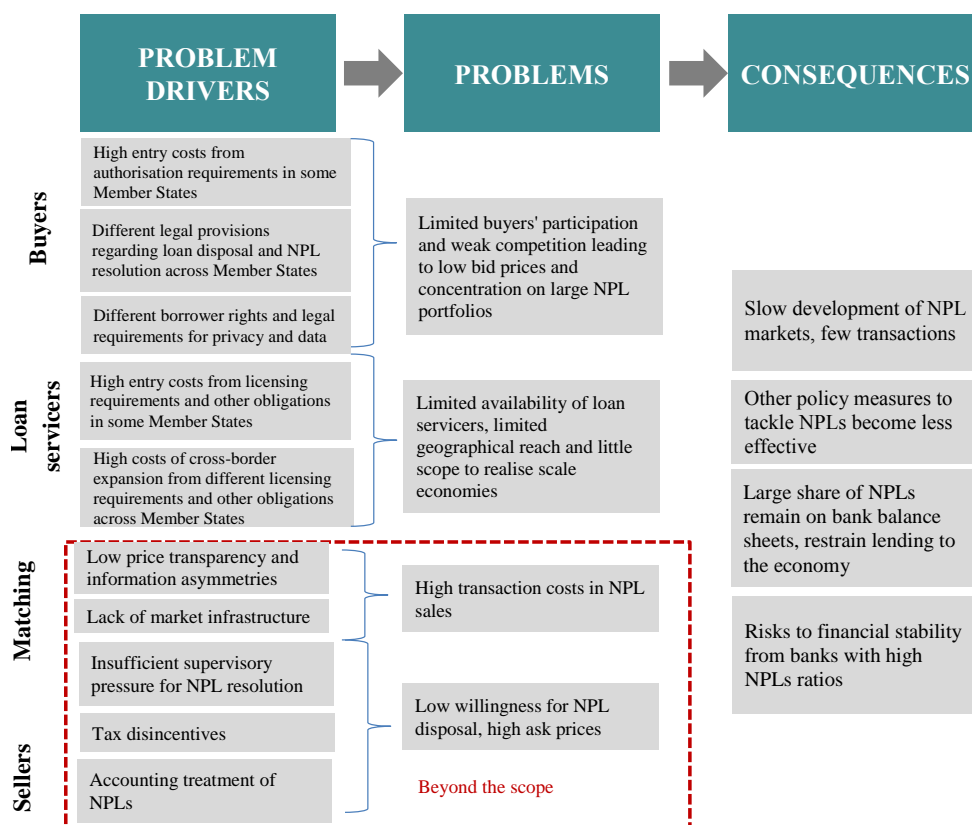 PROBLEM
DRIVERS
PROBLEMS
CONSEQUENCES
Buyers
High entry costs from
authorisation requirements in some
Member States
Different legal provisions
regarding loan disposal and NPL
resolution across Member States
Different borrower rights and legal
requirements for privacy and data
Limited buyers' participation
and weak competition leading
to low bid prices and
concentration on large NPL
portfolios
Loan
servicers
High entry costs from licensing
requirements and other obligations
in some Member States
High costs of cross-border
expansion from different licensing
requirements and other obligations
across Member States
Limited availability of loan
servicers, limited
geographical reach and little
scope to realise scale
economies
Matching
Low price transparency and
information asymmetries
Lack of market infrastructure
High transaction costs in NPL
sales
Sellers
Insufficient supervisory
pressure for NPL resolution
Tax disincentives
Accounting treatment of
NPLs
Low willingness for NPL
disposal, high ask prices
Beyond the scope
Slow development of NPL
markets, few transactions
Other policy measures to
tackle NPLs become less
effective
Large share of NPLs
remain on bank balance
sheets, restrain lending to
the economy
Risks to financial stability
from banks with high
NPLs ratios